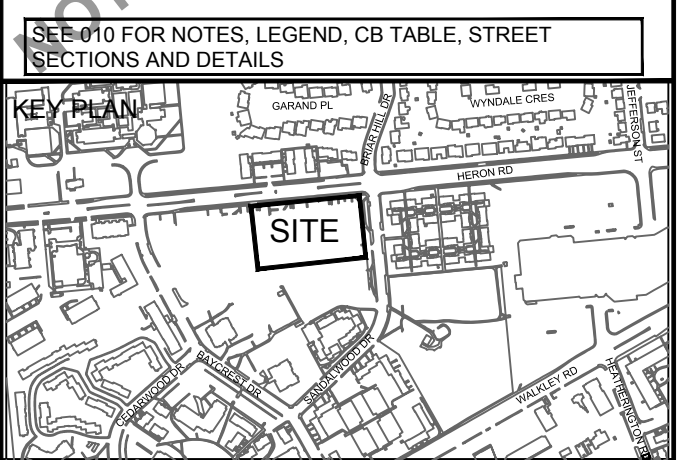 NOT
SEE 010 FOR NOTES, LEGEND, CB TABLE, STREET
SECTIONS AND DETAILS
KEY PLAN
GARAND PL
BRIAR HILL DR
WYNDALE CRES
JEFFERSON ST
HERON RD
SITE
CEDARWOOD DR
BAYCREST DR
SANDALWOOD DR
WALKLEY RD
HEATHERINGTON RD